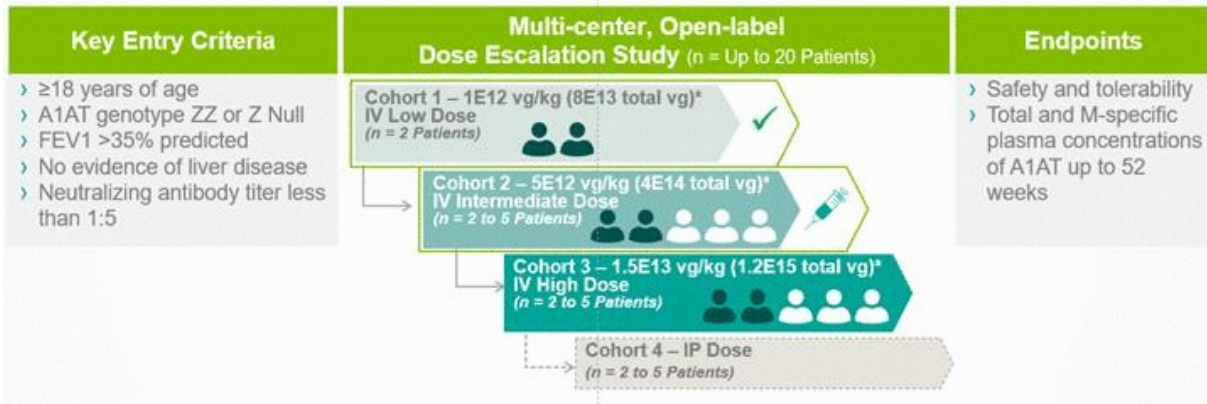 Key Entry Criteria
› ≥18 years of age
› A1AT genotype ZZ or Z Null
› FEV1 >35% predicted
› No evidence of liver disease
› Neutralizing antibody titer less
than 1:5
Multi-center, Open-label
Dose Escalation Study (n = Up to 20 Patients)
Cohort 1 – 1E12 vg/kg (8E13 total vg)*
IV Low Dose
(n = 2 Patients)
Cohort 2 – 5E12 vg/kg (4E14 total vg)*
IV Intermediate Dose
(n = 2 to 5 Patients)
Cohort 3 – 1.5E13 vg/kg (1.2E15 total vg)*
IV High Dose
(n = 2 to 5 Patients)
Cohort 4 – IP Dose
(n = 2 to 5 Patients)
Endpoints
› Safety and tolerability
› Total and M-specific
plasma concentrations
of A1AT up to 52
weeks